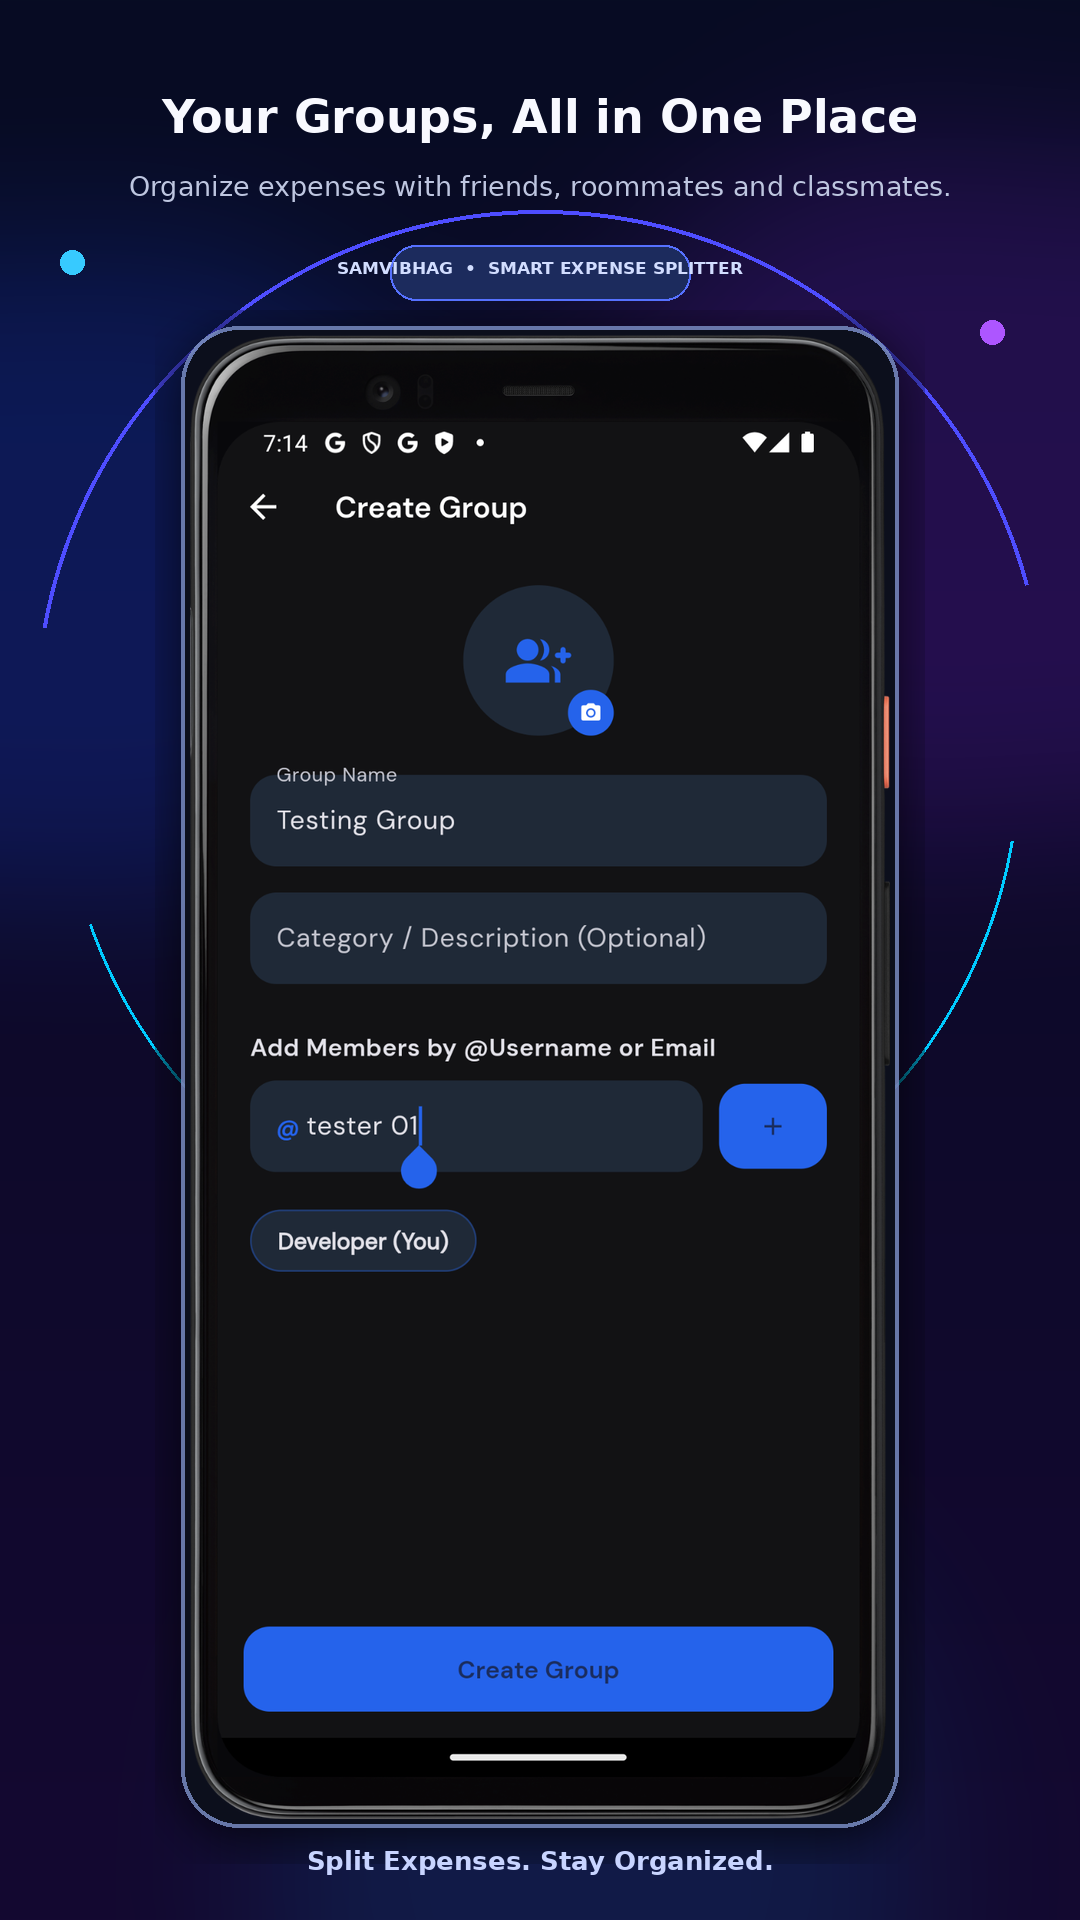 Your Groups, All in One Place
Organize expenses with friends, roommates and classmates.
SAMVIBHAG • SMART EXPENSE SPLITTER
7:14
Create Group
Group Name
Testing Group
Category / Description (Optional)
Add Members by @Username or Email
@ tester 01
+
Developer (You)
Create Group
Split Expenses. Stay Organized.